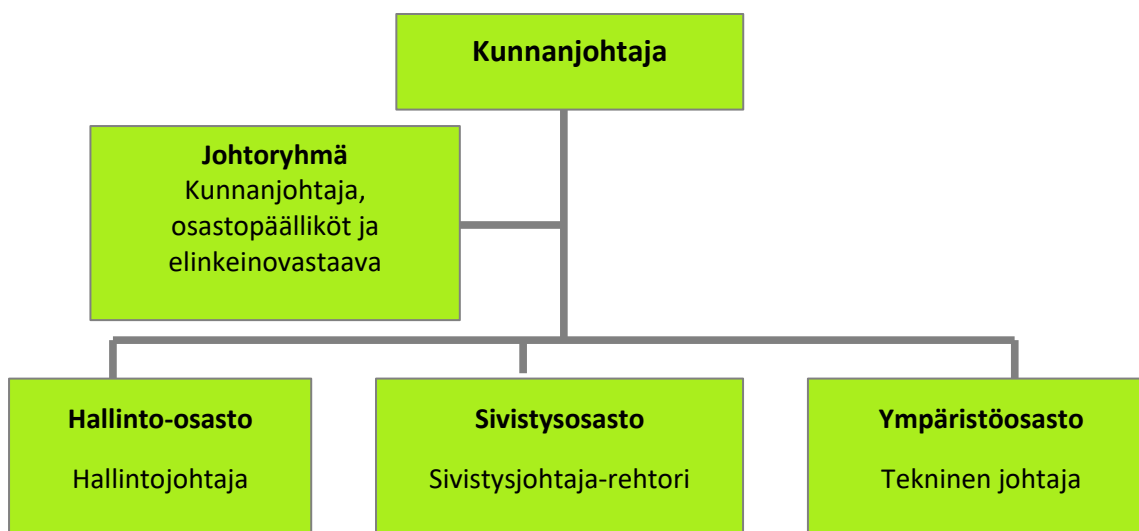 Kunnanjohtaja
Johtoryhmä
Kunnanjohtaja,
osastopäälliköt ja
elinkeinovastaava
Hallinto-osasto
Hallintojohtaja
Sivistysosasto
Sivistysjohtaja-rehtori
Ympäristöosasto
Tekninen johtaja